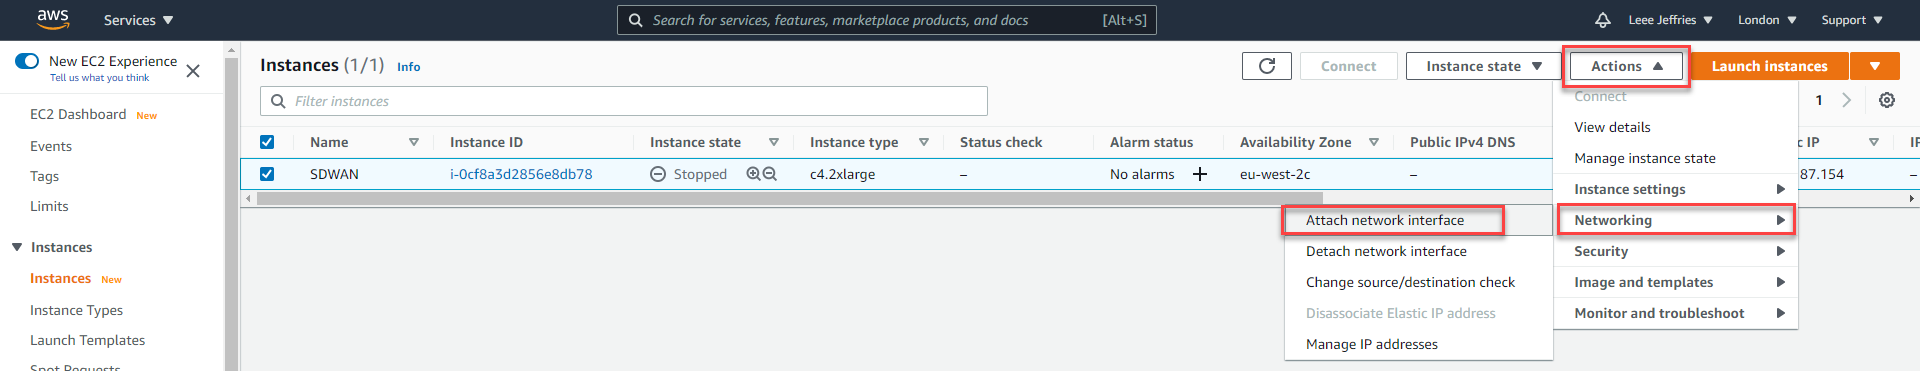 aws Services Search for services, features, marketplace products, and docs [Alt+S] Leee Jeffries London Support
New EC2 Experience
Tell us what you think
EC2 Dashboard New
Events
Tags
Limits
Instances
Instances New
Instance Types
Launch Templates
Spot Requests
Instances (1/1) Info Connect Instance state Actions Launch instances
Filter instances 1
Name Instance ID Instance state Instance type Status check Alarm status Availability Zone Public IPv4 DNS c IP IP
SDWAN i-0cf8a3d2856e8db78 Stopped c4.2xlarge – No alarms + eu-west-2c – 87.154 –
Connect
View details
Manage instance state
Instance settings
Networking
Security
Image and templates
Monitor and troubleshoot
Attach network interface
Detach network interface
Change source/destination check
Disassociate Elastic IP address
Manage IP addresses